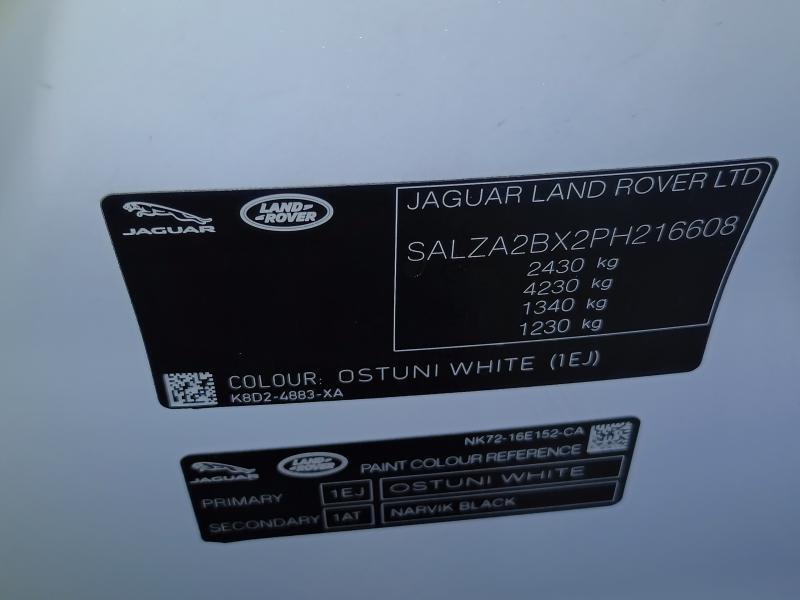 JAGUAR
LAND ROVER
JAGUAR LAND ROVER LTD
SALZA2BX2PH216608
2430 kg
4230 kg
1340 kg
1230 kg
COLOUR: OSTUNI WHITE (1EJ)
K8D2-4883-XA
NK72-16E152-CA
JAGUAR
LAND ROVER
PAINT COLOUR REFERENCE
PRIMARY 1EJ OSTUNI WHITE
SECONDARY 1AT NARVIK BLACK